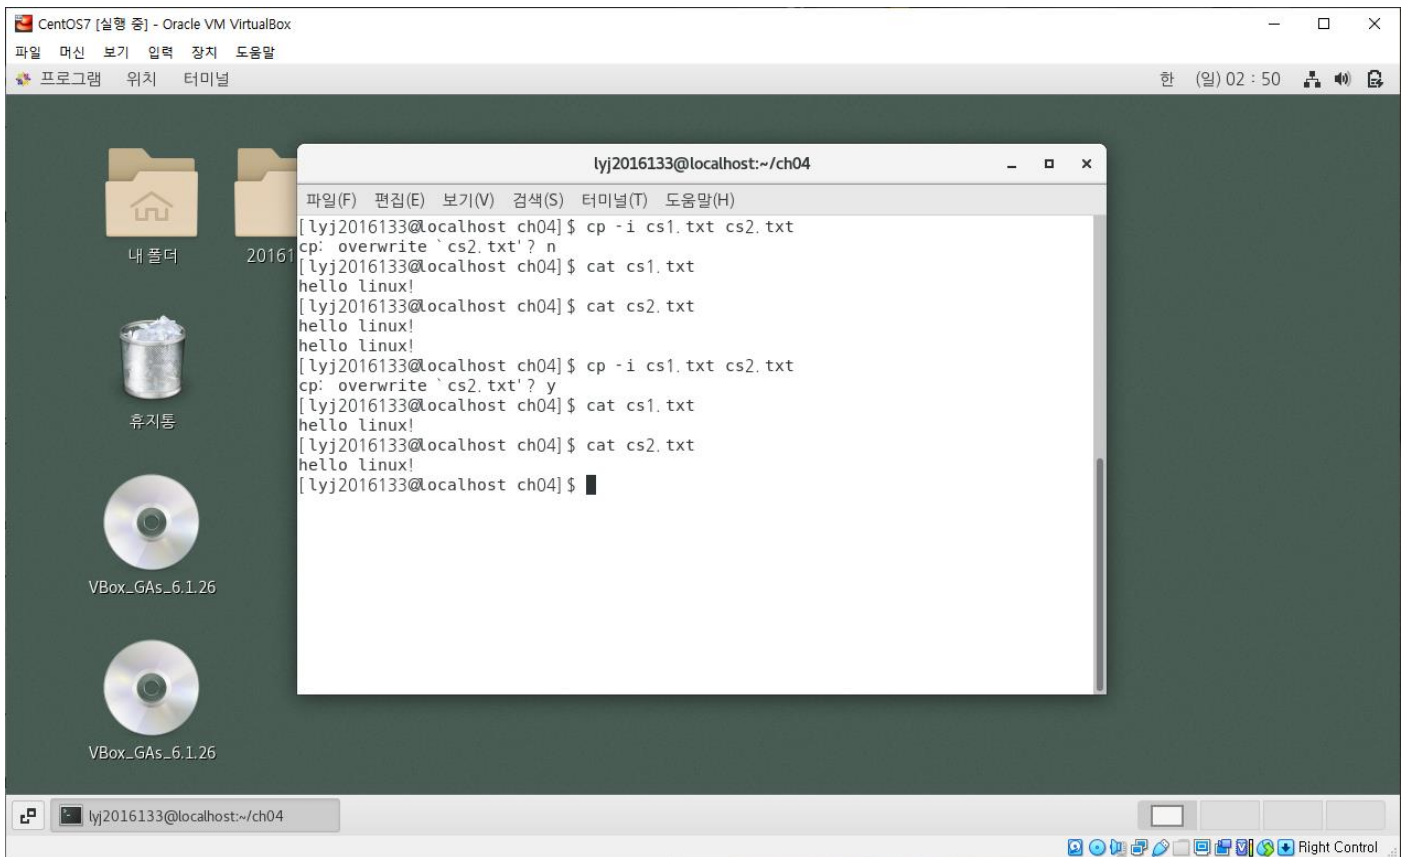 CentOS7 [실행 중] - Oracle VM VirtualBox
파일 머신 보기 입력 장치 도움말
프로그램 위치 터미널 한 (일) 02 : 50
lyj2016133@localhost:~/ch04
파일(F) 편집(E) 보기(V) 검색(S) 터미널(T) 도움말(H)
[lyj2016133@localhost ch04]$ cp -i cs1.txt cs2.txt
cp: overwrite `cs2.txt'? n
[lyj2016133@localhost ch04]$ cat cs1.txt
hello linux!
[lyj2016133@localhost ch04]$ cat cs2.txt
hello linux!
hello linux!
[lyj2016133@localhost ch04]$ cp -i cs1.txt cs2.txt
cp: overwrite `cs2.txt'? y
[lyj2016133@localhost ch04]$ cat cs1.txt
hello linux!
[lyj2016133@localhost ch04]$ cat cs2.txt
hello linux!
[lyj2016133@localhost ch04]$
내 폴더
20161
휴지통
VBox_GAs_6.1.26
VBox_GAs_6.1.26
lyj2016133@localhost:~/ch04
Right Control